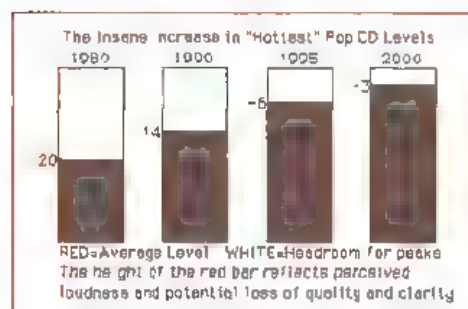 The Insane Increase in "Hottest" Pop CD Levels
1980 1990 1995 2000
-3
-6
14
20
RED=Average Level WHITE=Headroom for peaks
The height of the red bar reflects perceived
loudness and potential loss of quality and clarity